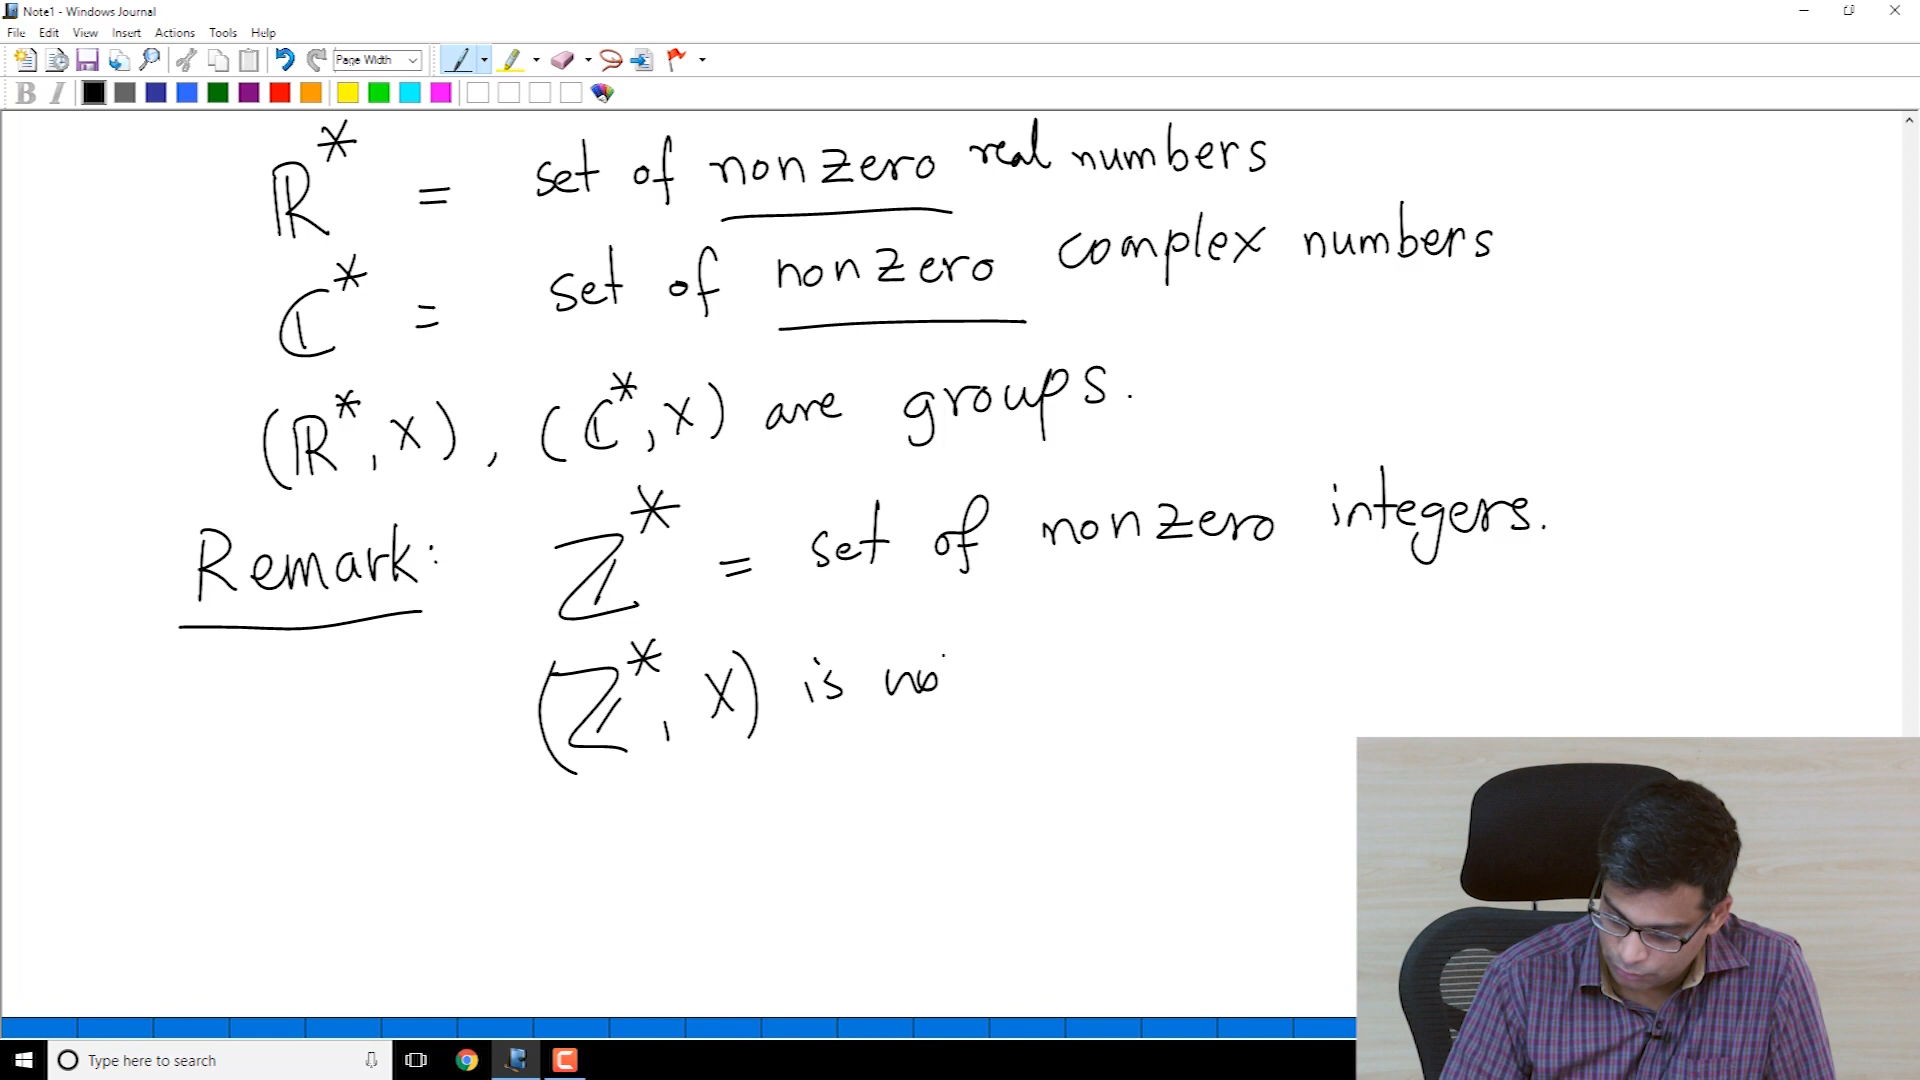 Note1 - Windows Journal
File Edit View Insert Actions Tools Help
Page Width
B I
ℝ* = set of nonzero real numbers
ℂ* = set of nonzero complex numbers
(ℝ*, ×), (ℂ*, ×) are groups.
Remark: ℤ* = set of nonzero integers.
(ℤ*, ×) is no
Type here to search